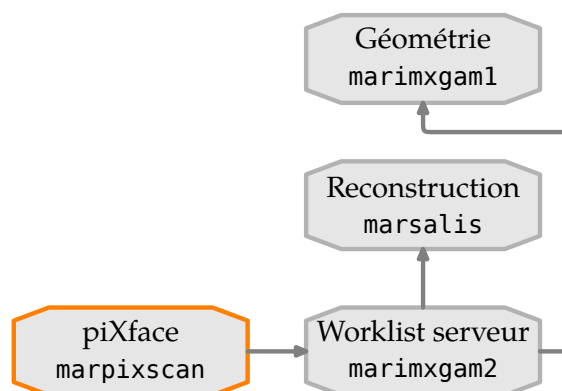 Géométrie
marimxgam1
Reconstruction
marsalis
piXface
marpixscan
Worklist serveur
marimxgam2